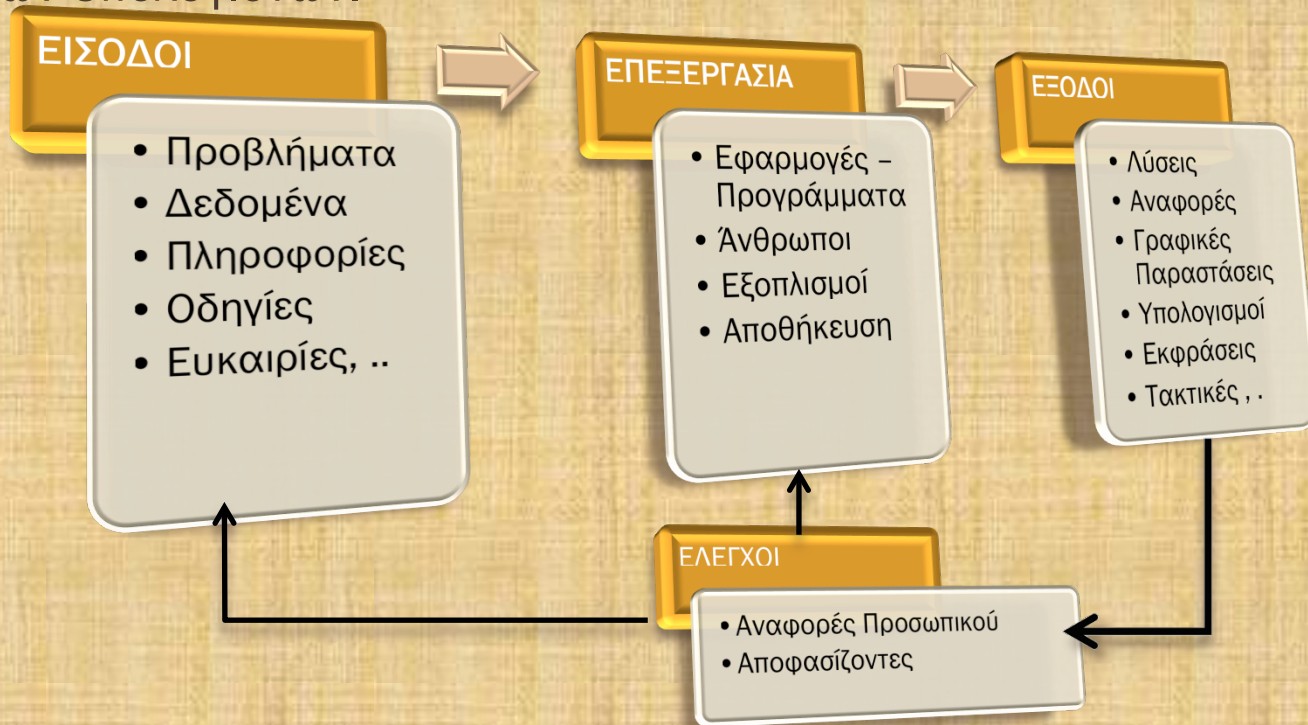 ΕΙΣΟΔΟΙ
• Προβλήματα
• Δεδομένα
• Πληροφορίες
• Οδηγίες
• Ευκαιρίες, ..
ΕΠΕΞΕΡΓΑΣΙΑ
• Εφαρμογές –
Προγράμματα
• Άνθρωποι
• Εξοπλισμοί
• Αποθήκευση
ΕΞΟΔΟΙ
• Λύσεις
• Αναφορές
• Γραφικές
Παραστάσεις
• Υπολογισμοί
• Εκφράσεις
• Τακτικές , .
ΕΛΕΓΧΟΙ
• Αναφορές Προσωπικού
• Αποφασίζοντες